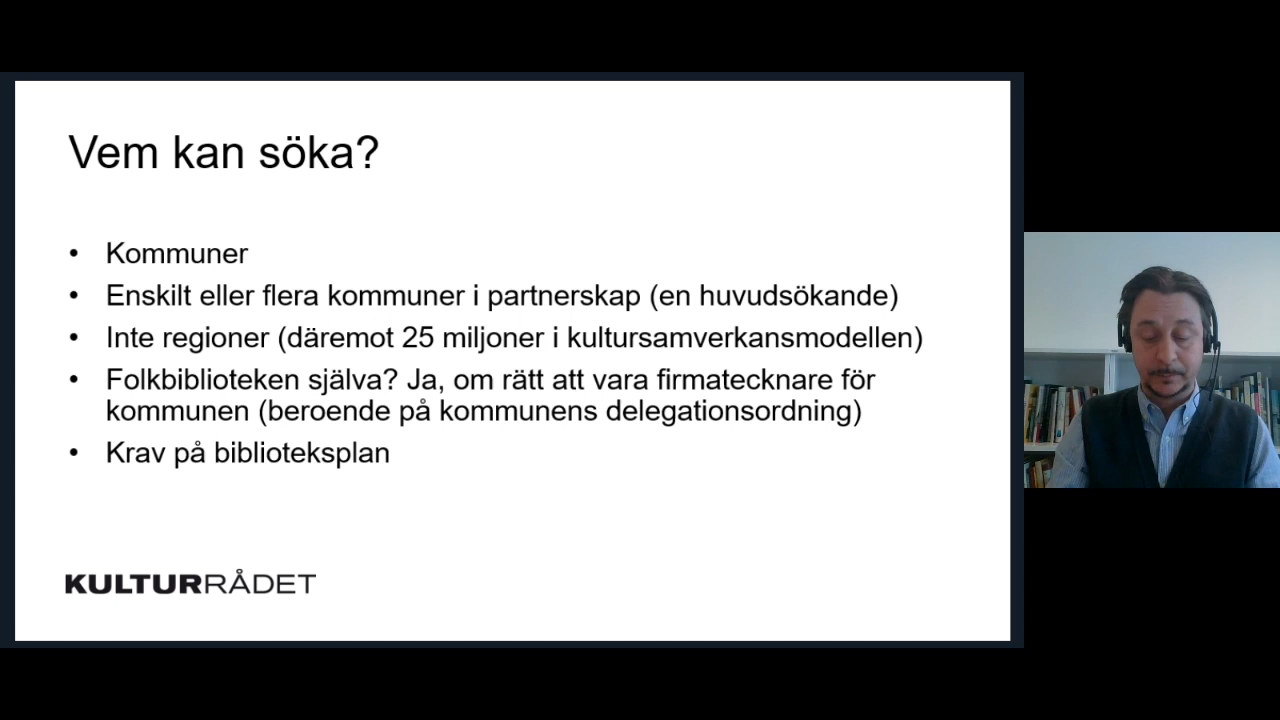 Vem kan söka?
• Kommuner
• Enskilt eller flera kommuner i partnerskap (en huvudsökande)
• Inte regioner (däremot 25 miljoner i kultursamverkansmodellen)
• Folkbiblioteken själva? Ja, om rätt att vara firmatecknare för
kommunen (beroende på kommunens delegationsordning)
• Krav på biblioteksplan
KULTURRÅDET